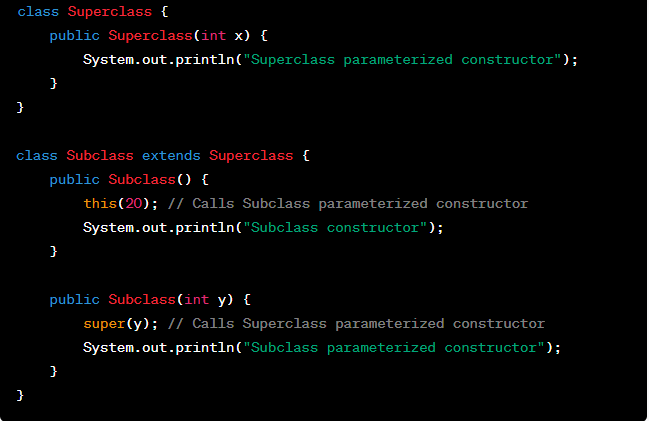 class Superclass {
    public Superclass(int x) {
        System.out.println("Superclass parameterized constructor");
    }
}

class Subclass extends Superclass {
    public Subclass() {
        this(20); // Calls Subclass parameterized constructor
        System.out.println("Subclass constructor");
    }

    public Subclass(int y) {
        super(y); // Calls Superclass parameterized constructor
        System.out.println("Subclass parameterized constructor");
    }
}